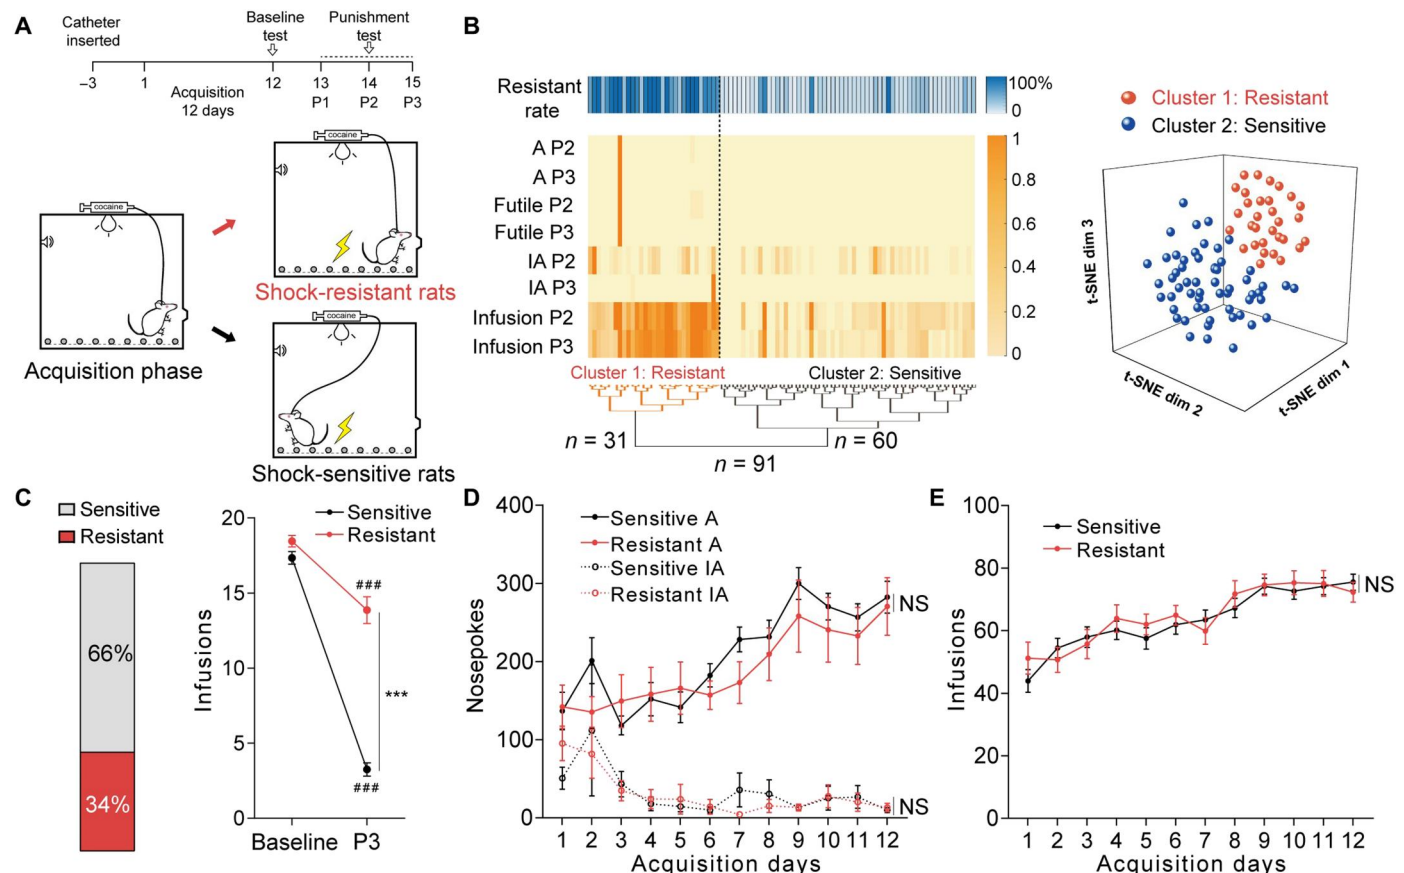 A
Catheter
inserted
Baseline
test
Punishment
test
−3
1
12
13
14
15
Acquisition
12 days
P1
P2
P3
cocaine
Acquisition phase
cocaine
Shock-resistant rats
cocaine
Shock-sensitive rats
B
Resistant
rate
100%
0
A P2
A P3
Futile P2
Futile P3
IA P2
IA P3
Infusion P2
Infusion P3
1
0.8
0.6
0.4
0.2
0
Cluster 1: Resistant
Cluster 2: Sensitive
n = 31
n = 60
n = 91
Cluster 1: Resistant
Cluster 2: Sensitive
t-SNE dim 3
t-SNE dim 2
t-SNE dim 1
C
Sensitive
Resistant
66%
34%
Sensitive
Resistant
Infusions
20
15
10
5
0
###
***
###
Baseline
P3
D
Sensitive A
Resistant A
Sensitive IA
Resistant IA
Nosepokes
400
300
200
100
0
NS
NS
1 2 3 4 5 6 7 8 9 10 11 12
Acquisition days
E
Sensitive
Resistant
Infusions
100
80
60
40
20
0
NS
1 2 3 4 5 6 7 8 9 10 11 12
Acquisition days